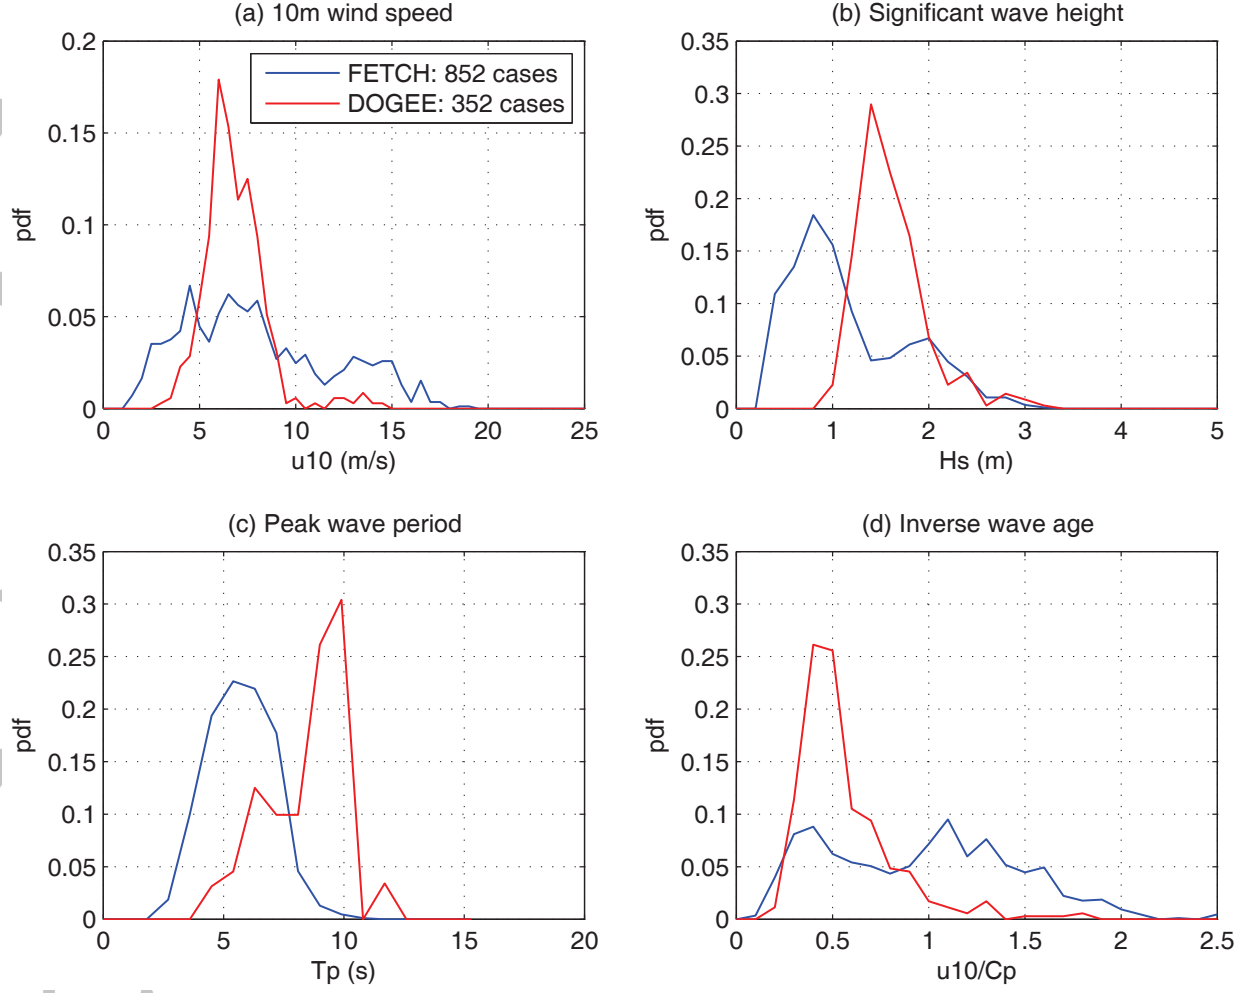 (a) 10m wind speed
0.2
0.15
0.1
0.05
0
pdf
FETCH: 852 cases
DOGEE: 352 cases
0 5 10 15 20 25
u10 (m/s)
(b) Significant wave height
0.35
0.3
0.25
0.2
0.15
0.1
0.05
0
pdf
0 1 2 3 4 5
Hs (m)
(c) Peak wave period
0.35
0.3
0.25
0.2
0.15
0.1
0.05
0
pdf
0 5 10 15 20
Tp (s)
(d) Inverse wave age
0.35
0.3
0.25
0.2
0.15
0.1
0.05
0
pdf
0 0.5 1 1.5 2 2.5
u10/Cp